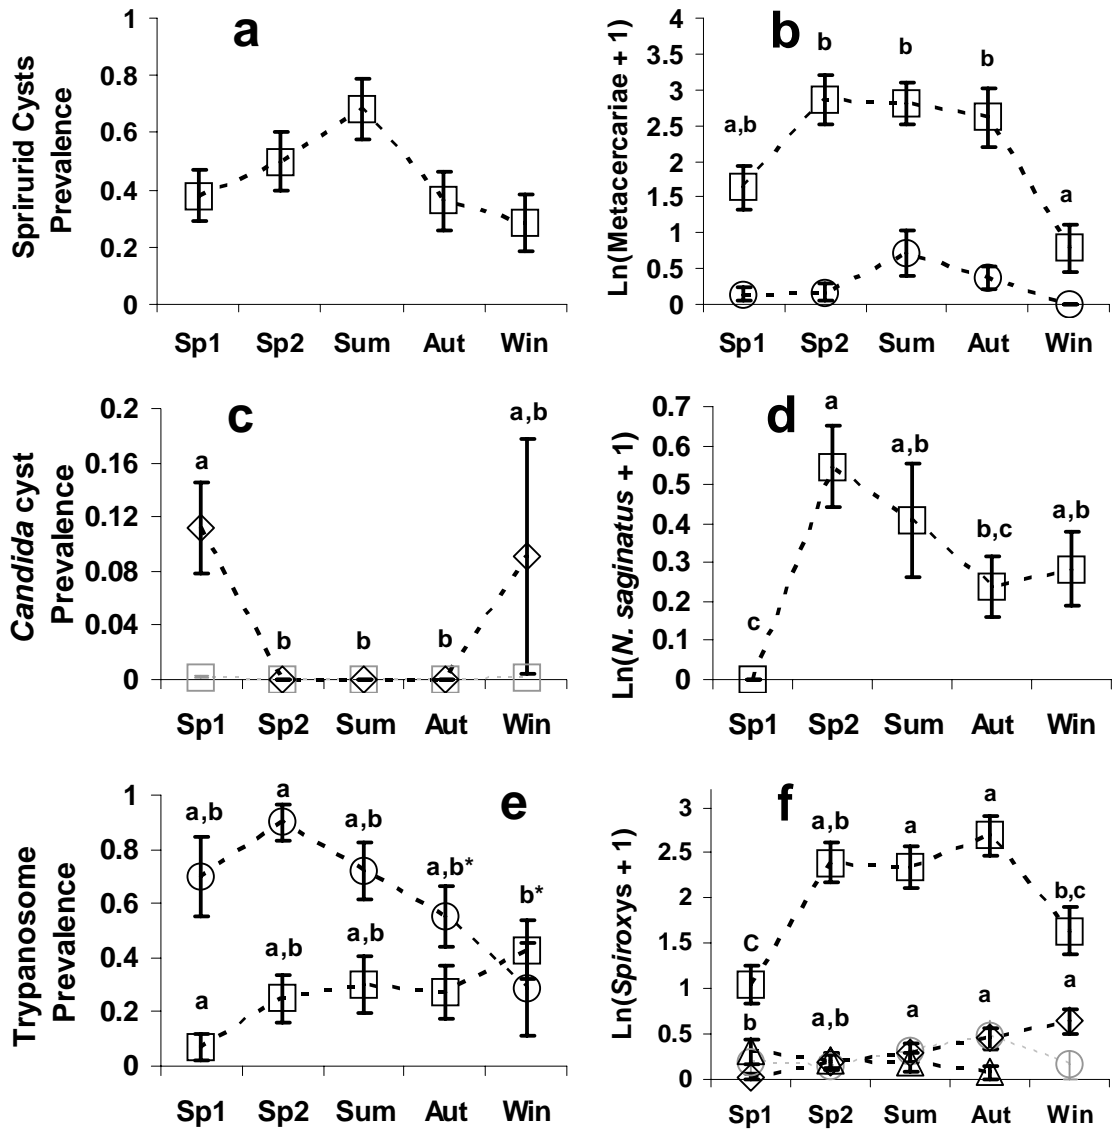 a
Sprirurid Cysts
Prevalence
1
0.8
0.6
0.4
0.2
0
Sp1 Sp2 Sum Aut Win
b
Ln(Metacercariae + 1)
4
3.5
3
2.5
2
1.5
1
0.5
0
a,b b b b a
Sp1 Sp2 Sum Aut Win
c
Candida cyst
Prevalence
0.2
0.16
0.12
0.08
0.04
0
a b b b a,b
Sp1 Sp2 Sum Aut Win
d
Ln(N. saginatus + 1)
0.7
0.6
0.5
0.4
0.3
0.2
0.1
0
c a a,b b,c a,b
Sp1 Sp2 Sum Aut Win
e
Trypanosome
Prevalence
1
0.8
0.6
0.4
0.2
0
a,b a a,b a,b* b*
a a,b a,b
Sp1 Sp2 Sum Aut Win
f
Ln(Spiroxys + 1)
3
2.5
2
1.5
1
0.5
0
C a,b a a b,c
b a,b a a a
Sp1 Sp2 Sum Aut Win